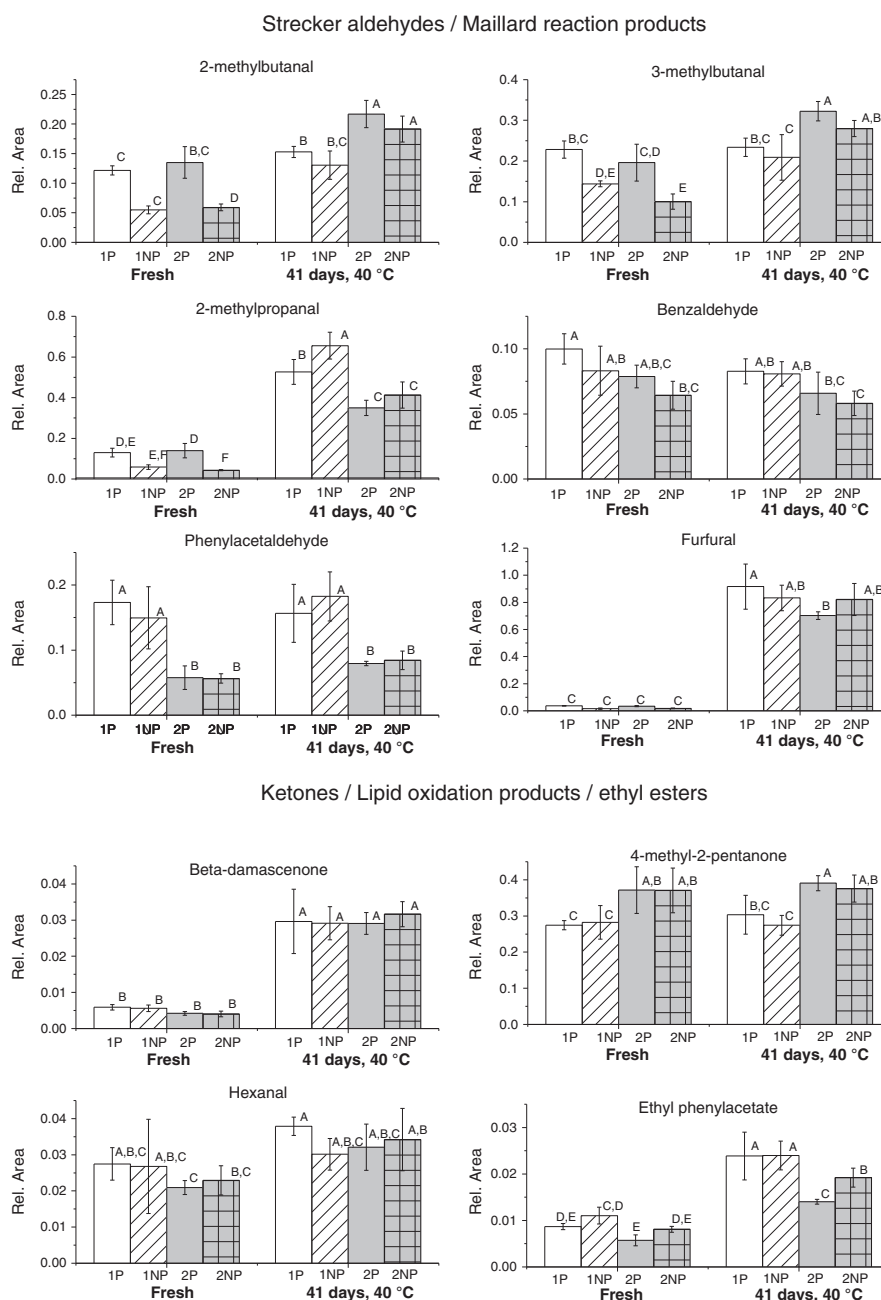 Strecker aldehydes / Maillard reaction products
2-methylbutanal
Rel. Area
0.25
0.20
0.15
0.10
0.05
0.00
C
C
B,C
D
B
B,C
A
A
1P 1NP 2P 2NP 1P 1NP 2P 2NP
Fresh 41 days, 40 °C
3-methylbutanal
Rel. Area
0.4
0.3
0.2
0.1
0.0
B,C
D,E
C,D
E
B,C
C
A
A,B
1P 1NP 2P 2NP 1P 1NP 2P 2NP
Fresh 41 days, 40 °C
2-methylpropanal
Rel. Area
0.8
0.6
0.4
0.2
0.0
D,E
E,F
D
F
B
A
C
C
1P 1NP 2P 2NP 1P 1NP 2P 2NP
Fresh 41 days, 40 °C
Benzaldehyde
Rel. Area
0.10
0.05
0.00
A
A,B
A,B,C
B,C
A,B
A,B
B,C
C
1P 1NP 2P 2NP 1P 1NP 2P 2NP
Fresh 41 days, 40 °C
Phenylacetaldehyde
Rel. Area
0.2
0.1
0.0
A
A
B
B
A
A
B
B
1P 1NP 2P 2NP 1P 1NP 2P 2NP
Fresh 41 days, 40 °C
Furfural
Rel. Area
1.2
1.0
0.8
0.6
0.4
0.2
0.0
C
C
C
C
A
A,B
B
A,B
1P 1NP 2P 2NP 1P 1NP 2P 2NP
Fresh 41 days, 40 °C
Ketones / Lipid oxidation products / ethyl esters
Beta-damascenone
Rel. Area
0.04
0.03
0.02
0.01
0.00
B
B
B
B
A
A
A
A
1P 1NP 2P 2NP 1P 1NP 2P 2NP
Fresh 41 days, 40 °C
4-methyl-2-pentanone
Rel. Area
0.4
0.3
0.2
0.1
0.0
C
C
A,B
A,B
B,C
C
A
A,B
1P 1NP 2P 2NP 1P 1NP 2P 2NP
Fresh 41 days, 40 °C
Hexanal
Rel. Area
0.04
0.03
0.02
0.01
0.00
A,B,C
A,B,C
C
B,C
A
A,B,C
A,B,C
A,B
1P 1NP 2P 2NP 1P 1NP 2P 2NP
Fresh 41 days, 40 °C
Ethyl phenylacetate
Rel. Area
0.03
0.02
0.01
0.00
D,E
C,D
E
D,E
A
A
C
B
1P 1NP 2P 2NP 1P 1NP 2P 2NP
Fresh 41 days, 40 °C